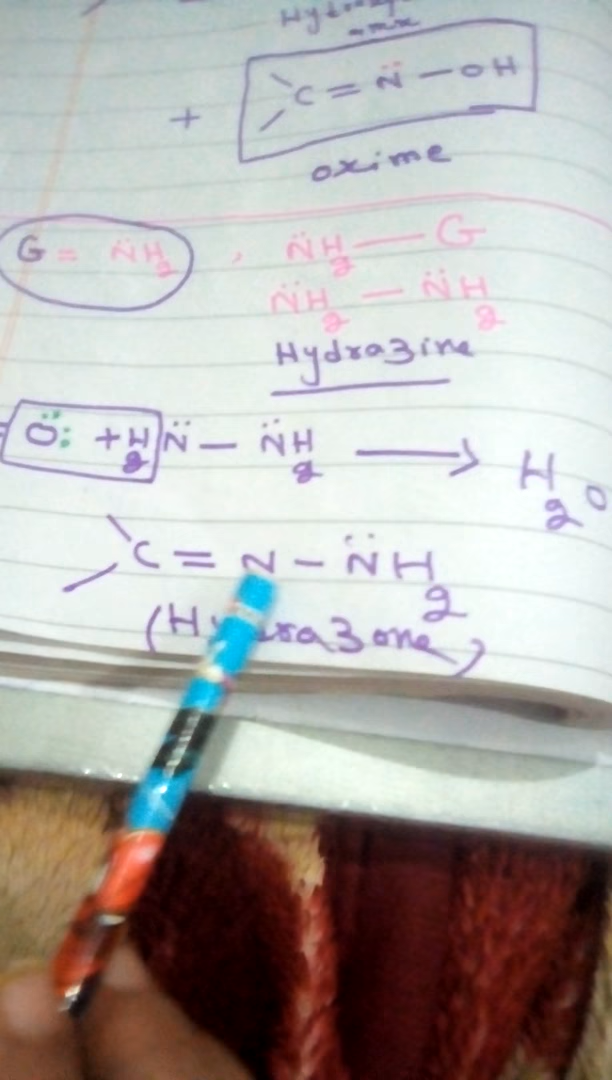 C = N̈ — OH
+
oxime
G = N̈H₂ , N̈H₂ — G
N̈H₂ — N̈H₂
Hydrazine
Ö: + H₂N̈ — N̈H₂ ⟶ H₂O
C = N — N̈H₂